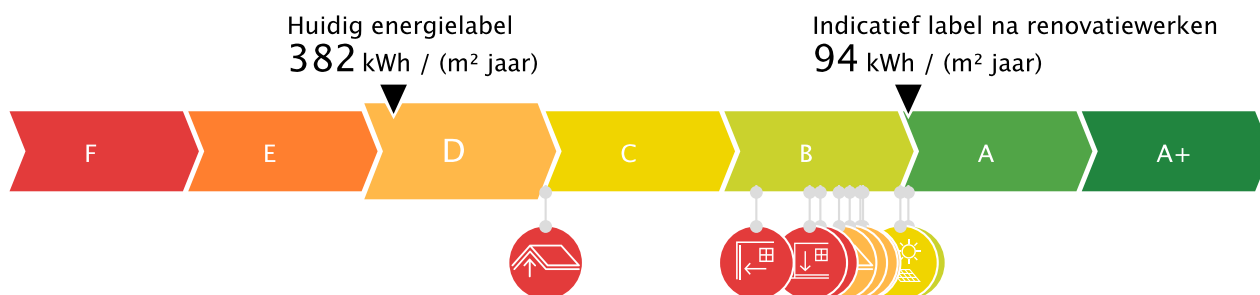 Huidig energielabel
382 kWh / (m² jaar)
Indicatief label na renovatiewerken
94 kWh / (m² jaar)
F E D C B A A+